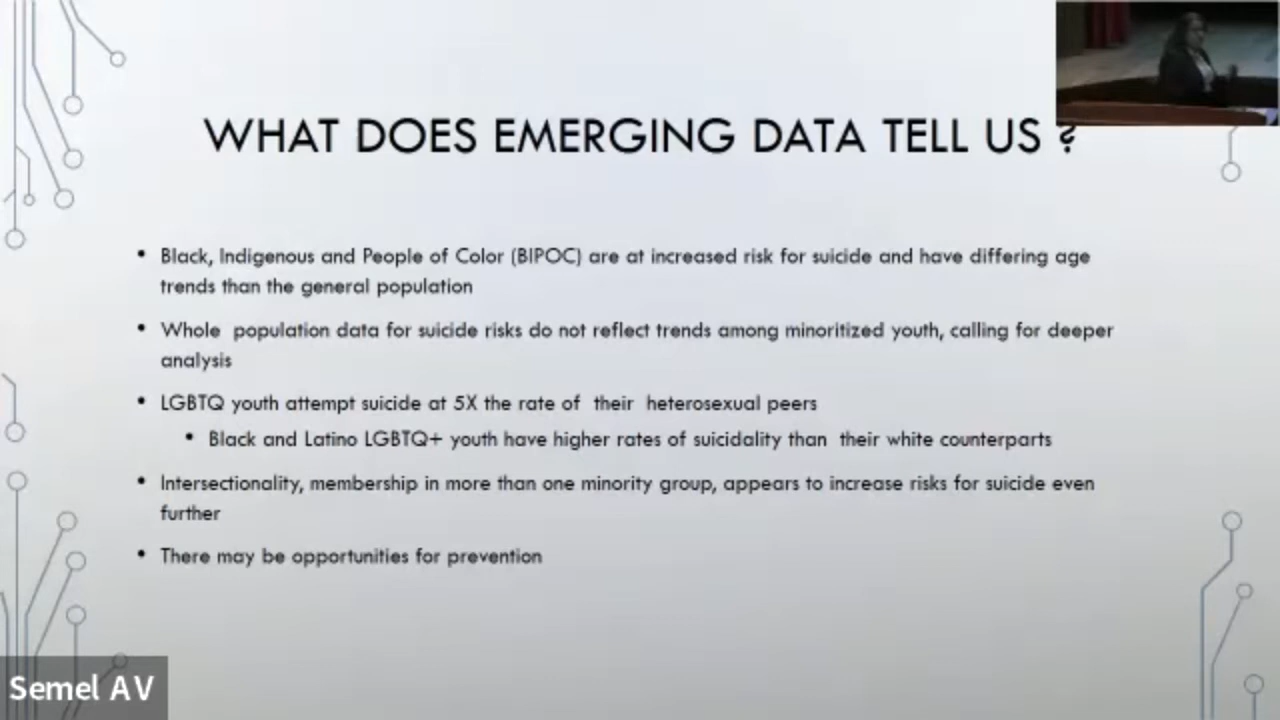 WHAT DOES EMERGING DATA TELL US ?
• Black, Indigenous and People of Color (BIPOC) are at increased risk for suicide and have differing age
trends than the general population
• Whole population data for suicide risks do not reflect trends among minoritized youth, calling for deeper
analysis
• LGBTQ youth attempt suicide at 5X the rate of their heterosexual peers
• Black and Latino LGBTQ+ youth have higher rates of suicidality than their white counterparts
• Intersectionality, membership in more than one minority group, appears to increase risks for suicide even
further
• There may be opportunities for prevention
Semel AV